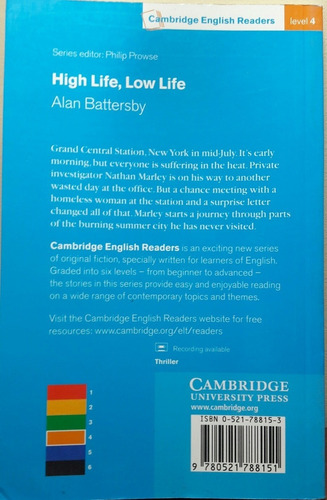 Cambridge English Readers
level 4
Series editor: Philip Prowse
High Life, Low Life
Alan Battersby
Grand Central Station, New York in mid-July. It's early
morning, but everyone is suffering in the heat. Private
investigator Nathan Marley is on his way to another
wasted day at the office. But a chance meeting with a
homeless woman at the station and a surprise letter
changed all of that. Marley starts a journey through parts
of the burning summer city he has never visited.
Cambridge English Readers is an exciting new series
of original fiction, specially written for learners of English.
Graded into six levels – from beginner to advanced –
the stories in this series provide easy and enjoyable reading
on a wide range of contemporary topics and themes.
Visit the Cambridge English Readers website for free
resources: www.cambridge.org/elt/readers
Recording available
Thriller
1
2
3
4
5
6
CAMBRIDGE
UNIVERSITY PRESS
www.cambridge.org
ISBN 0-521-78815-3
9 780521 788151 >